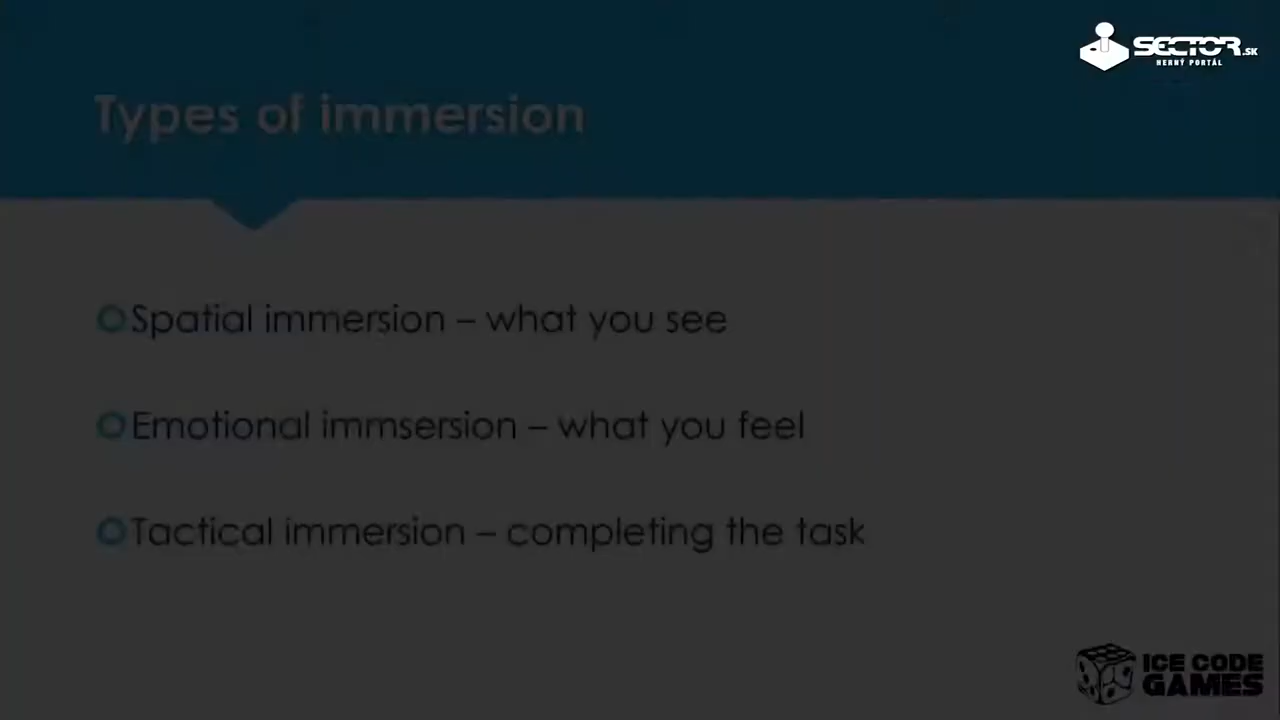 SECTOR.SK
HERNÝ PORTÁL
Types of immersion
Spatial immersion – what you see
Emotional immsersion – what you feel
Tactical immersion – completing the task
ICE CODE
GAMES